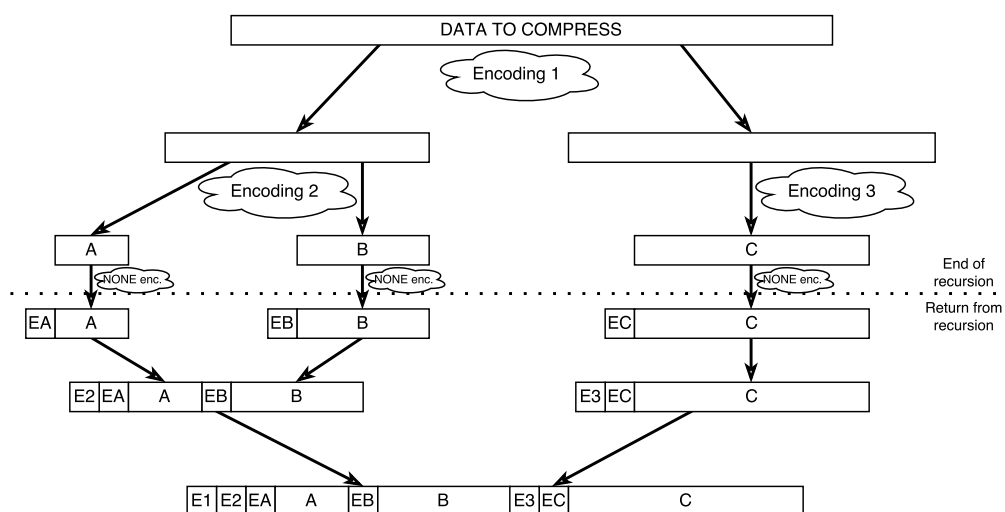 DATA TO COMPRESS
Encoding 1
Encoding 2
Encoding 3
A
B
C
NONE enc.
NONE enc.
NONE enc.
End of
recursion
Return from
recursion
EA A
EB B
EC C
E2 EA A EB B
E3 EC C
E1 E2 EA A EB B E3 EC C